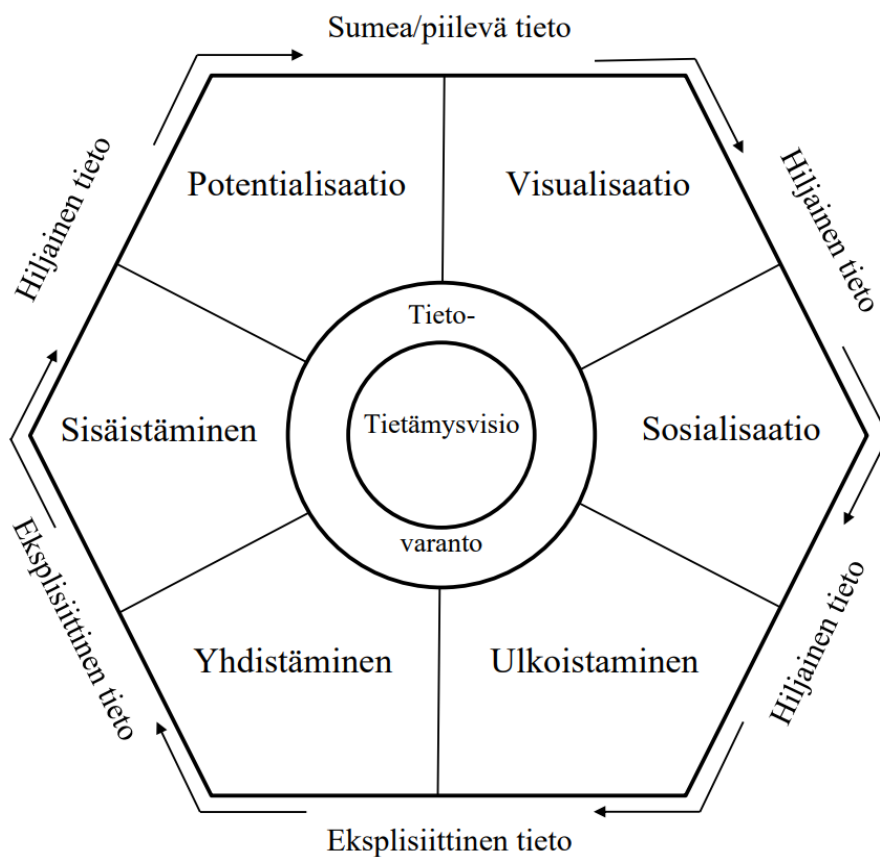 Sumea/piilevä tieto
Hiljainen tieto
Potentialisaatio
Visualisaatio
Hiljainen tieto
Tieto-
Sisäistäminen
Tietämysvisio
Sosialisaatio
varanto
Eksplisiittinen tieto
Yhdistäminen
Ulkoistaminen
Hiljainen tieto
Eksplisiittinen tieto